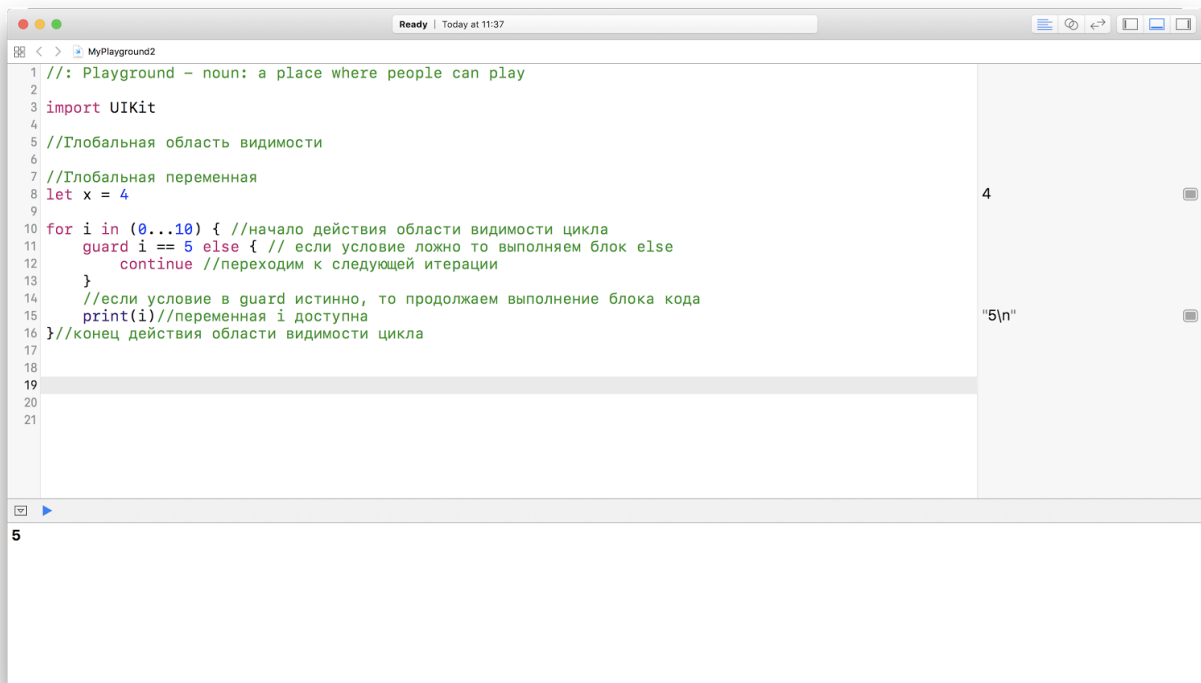 Ready | Today at 11:37
MyPlayground2
1 //: Playground – noun: a place where people can play
2
3 import UIKit
4
5 //Глобальная область видимости
6
7 //Глобальная переменная
8 let x = 4
4
9
10 for i in (0...10) { //начало действия области видимости цикла
11 guard i == 5 else { // если условие ложно то выполняем блок else
12 continue //переходим к следующей итерации
13 }
14 //если условие в guard истинно, то продолжаем выполнение блока кода
15 print(i)//переменная i доступна
"5\n"
16 }//конец действия области видимости цикла
17
18
19
20
21
5